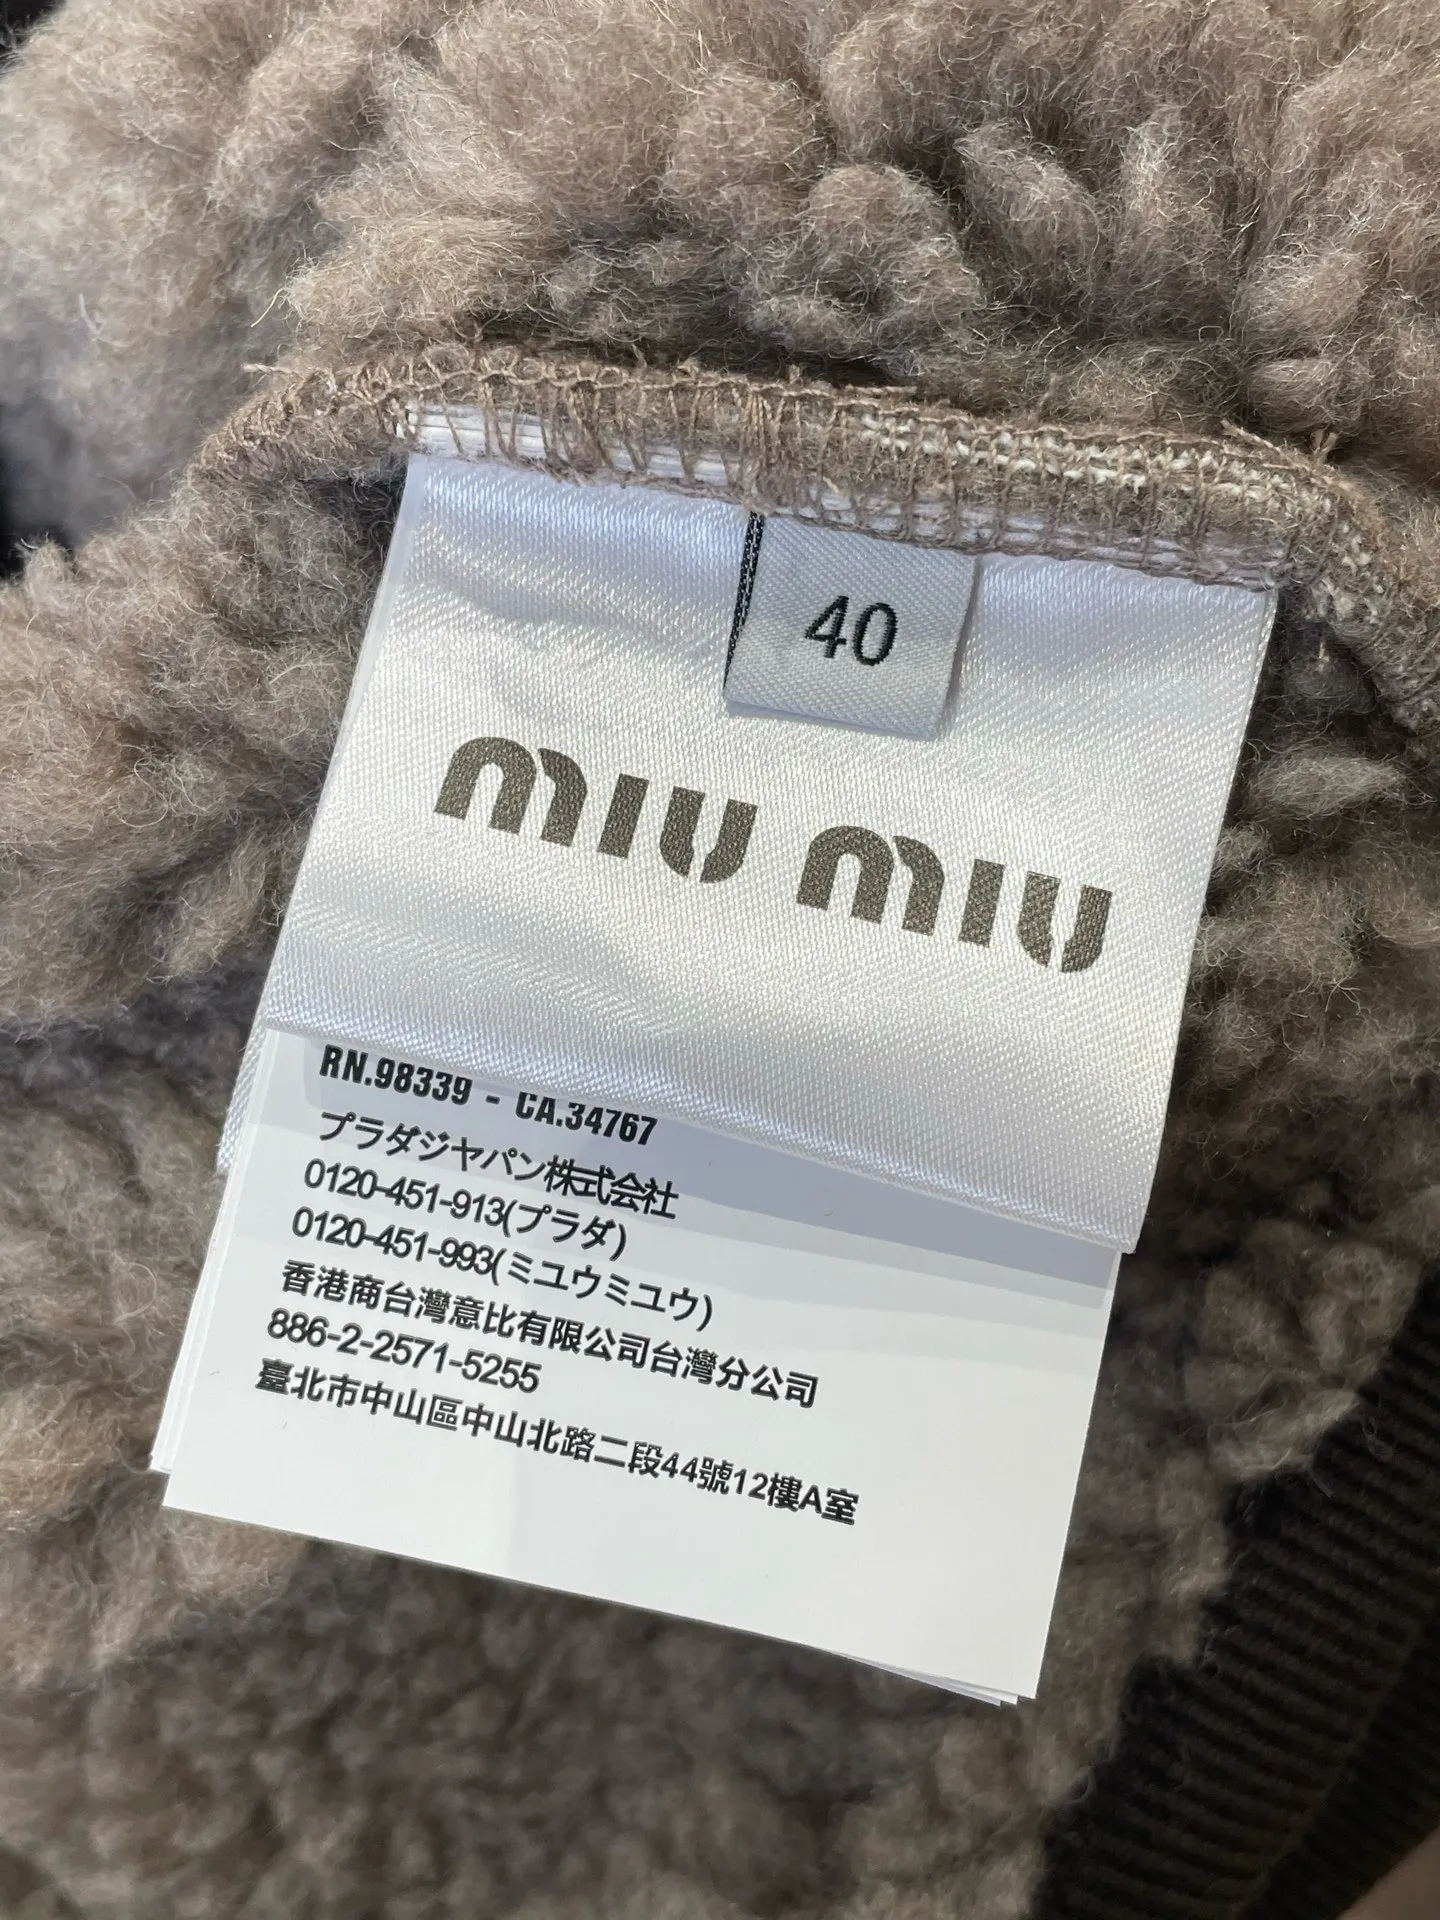 40
miu miu
RN.98339 - CA.34767
プラダジャパン株式会社
0120-451-913(プラダ)
0120-451-993(ミュウミュウ)
香港商台灣意比有限公司台灣分公司
886-2-2571-5255
臺北市中山區中山北路二段44號12樓A室